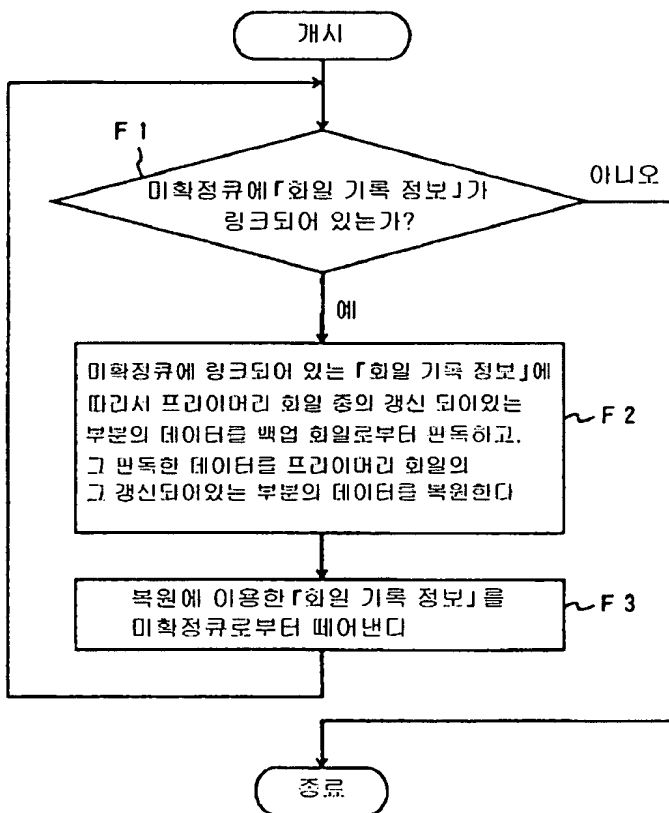 개시
F 1
미확정큐에「화일 기록 정보」가
링크되어 있는가?
아니오
예
미확정큐에 링크되어 있는「화일 기록 정보」에
따라서 프라이머리 화일 중의 갱신 되어있는
부분의 데이터를 백업 화일로부터 판독하고,
그 판독한 데이터를 프라이머리 화일의
그 갱신되어있는 부분의 데이터를 복원한다
F 2
복원에 이용한「화일 기록 정보」를
미확정큐로부터 떼어낸다
F 3
종료